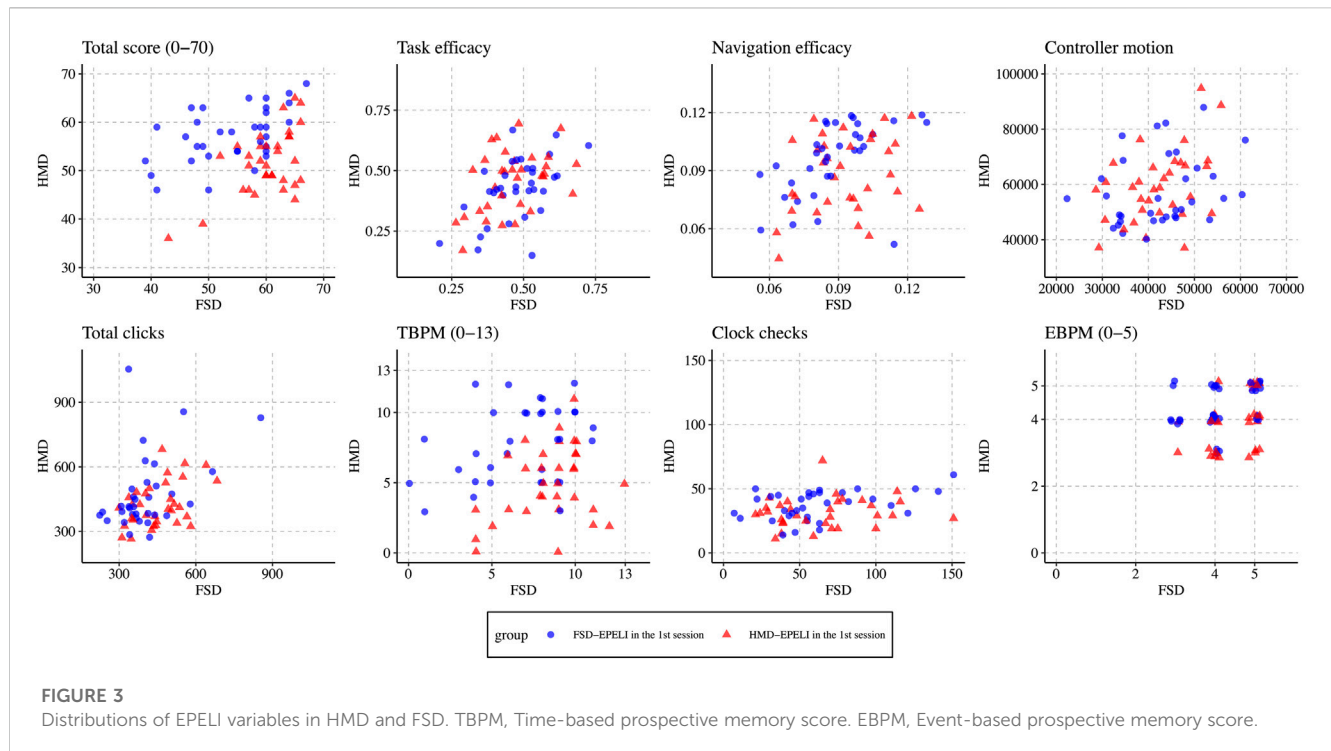 Total score (0−70)
Task efficacy
Navigation efficacy
Controller motion
70
60
50
40
30
HMD
30 40 50 60 70
FSD
0.75
0.50
0.25
HMD
0.25 0.50 0.75
FSD
0.12
0.09
0.06
HMD
0.06 0.09 0.12
FSD
100000
80000
60000
40000
HMD
20000 30000 40000 50000 60000 70000
FSD
Total clicks
TBPM (0−13)
Clock checks
EBPM (0−5)
900
600
300
HMD
300 600 900
FSD
13
10
5
0
HMD
0 5 10 13
FSD
150
100
50
0
HMD
0 50 100 150
FSD
5
4
2
0
HMD
0 2 4 5
FSD
group FSD−EPELI in the 1st session HMD−EPELI in the 1st session
FIGURE 3
Distributions of EPELI variables in HMD and FSD. TBPM, Time-based prospective memory score. EBPM, Event-based prospective memory score.